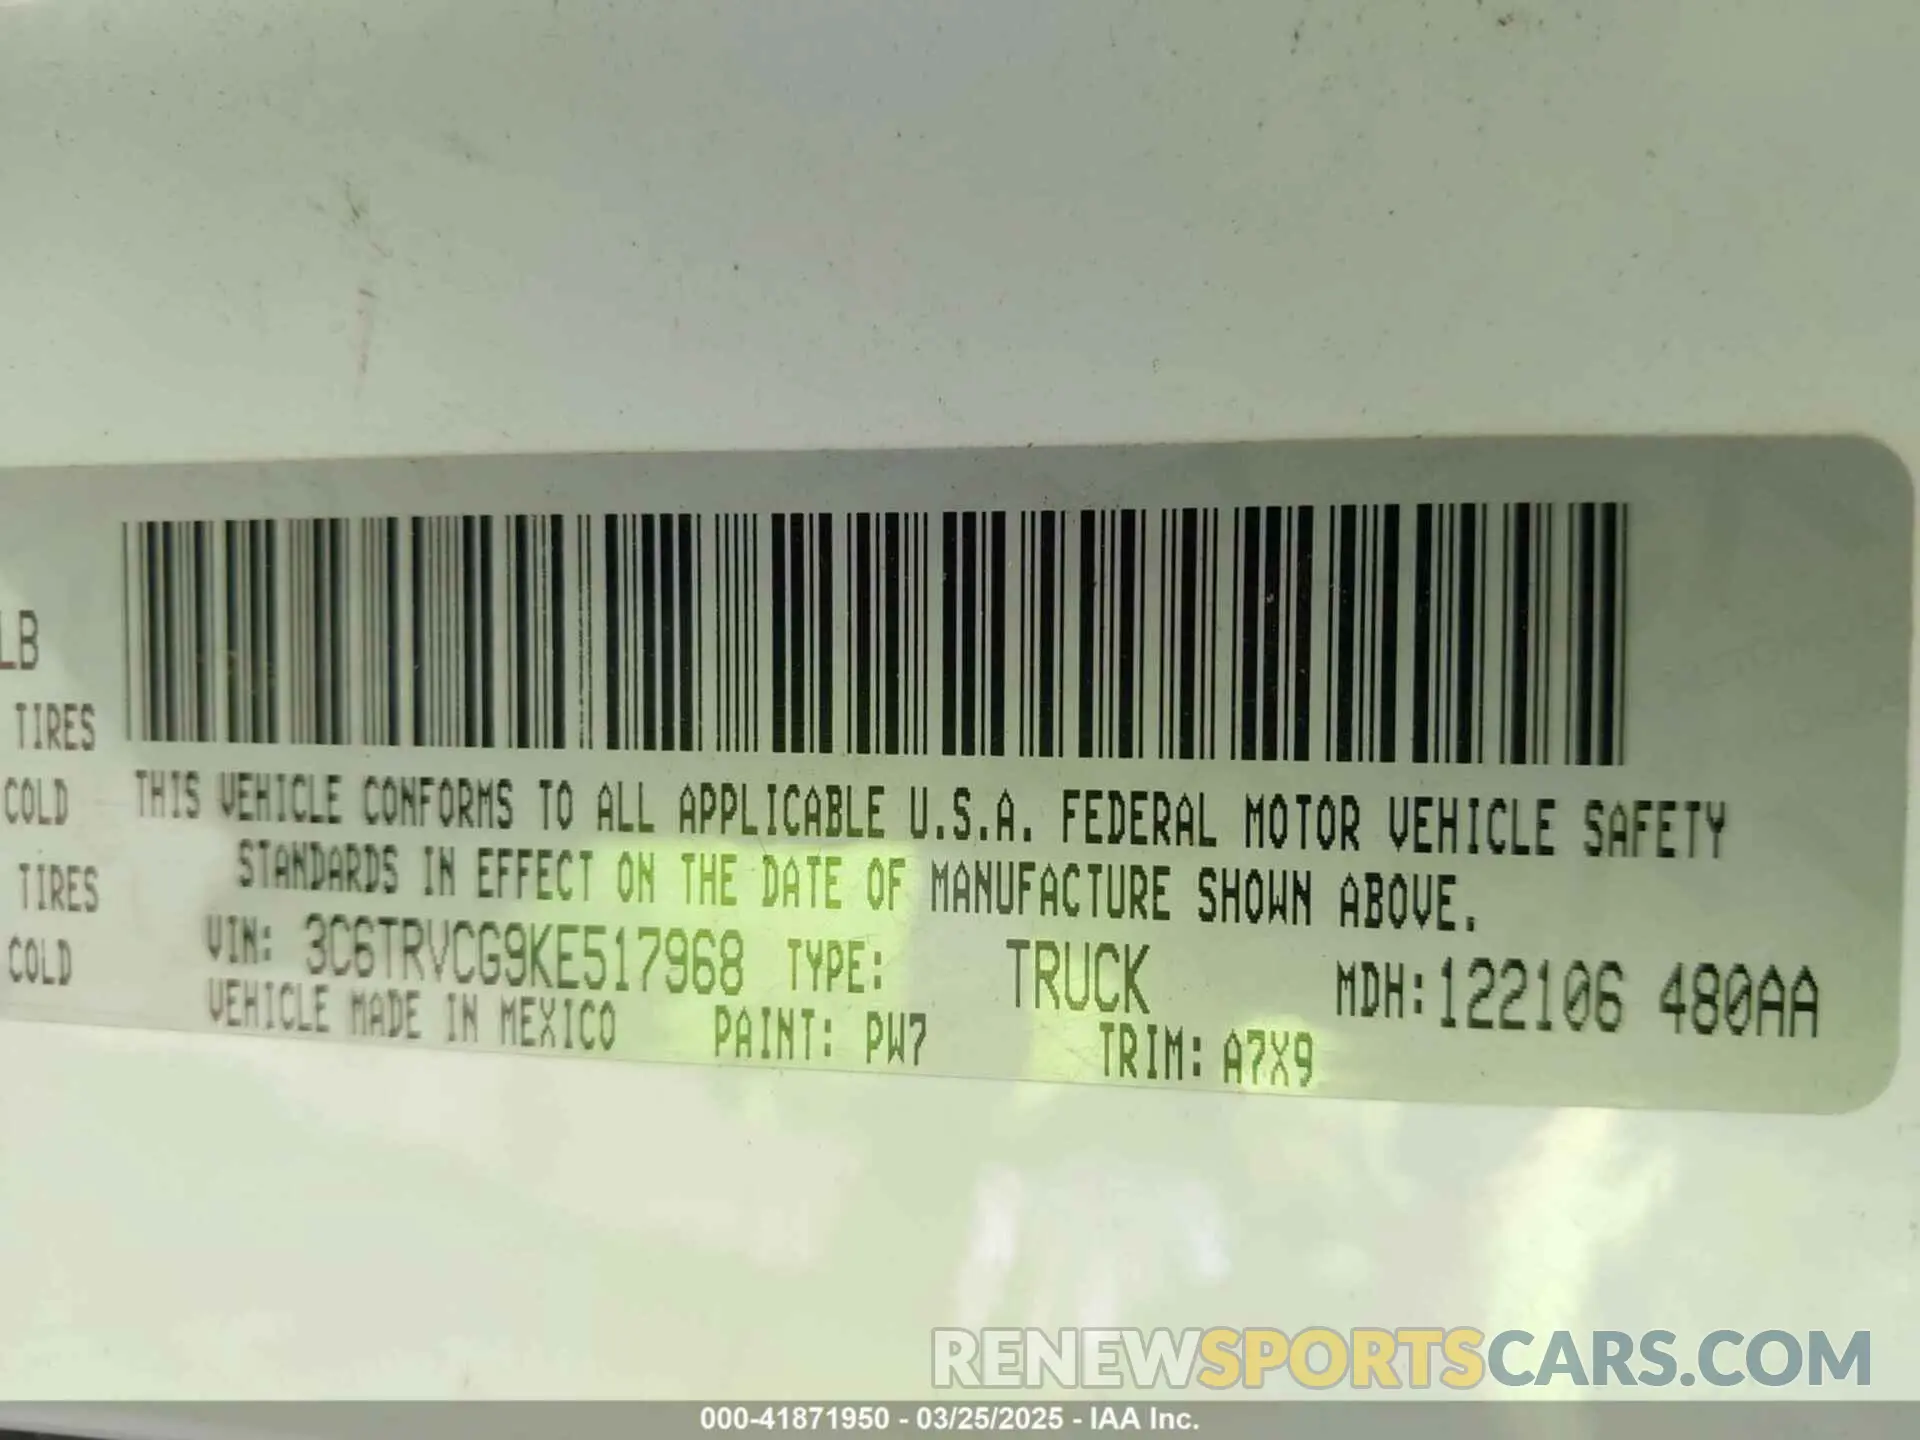 LB
TIRES
COLD
TIRES
COLD
THIS VEHICLE CONFORMS TO ALL APPLICABLE U.S.A. FEDERAL MOTOR VEHICLE SAFETY
STANDARDS IN EFFECT ON THE DATE OF MANUFACTURE SHOWN ABOVE.
VIN: 3C6TRVCG9KE517968 TYPE: TRUCK MDH:122106 480AA
VEHICLE MADE IN MEXICO PAINT: PW7 TRIM: A7X9
RENEWSPORTSCARS.COM
000-41871950 - 03/25/2025 - IAA Inc.